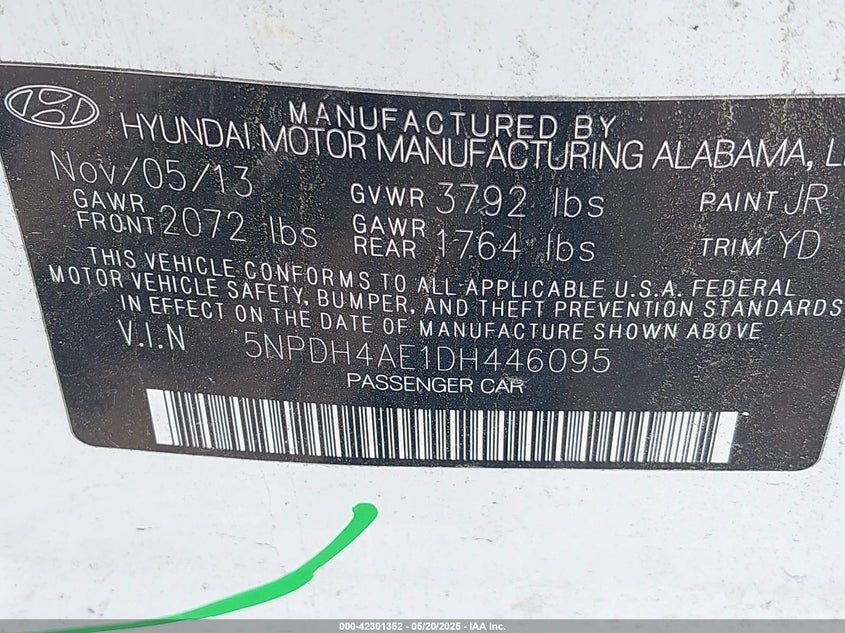 MANUFACTURED BY
HYUNDAI MOTOR MANUFACTURING ALABAMA,
Nov/05/13 GVWR 3792 lbs PAINT JR
GAWR FRONT 2072 lbs GAWR REAR 1764 lbs TRIM YD
THIS VEHICLE CONFORMS TO ALL APPLICABLE U.S.A. FEDERAL
MOTOR VEHICLE SAFETY, BUMPER, AND THEFT PREVENTION STANDARDS
IN EFFECT ON THE DATE OF MANUFACTURE SHOWN ABOVE
V.I.N 5NPDH4AE1DH446095
PASSENGER CAR
000-42301352 — 05/20/2025 — IAA Inc.